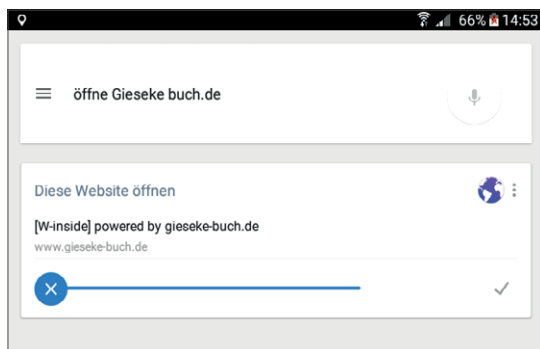 66% 14:53
öffne Gieseke buch.de
Diese Website öffnen
[W-inside] powered by gieseke-buch.de
www.gieseke-buch.de